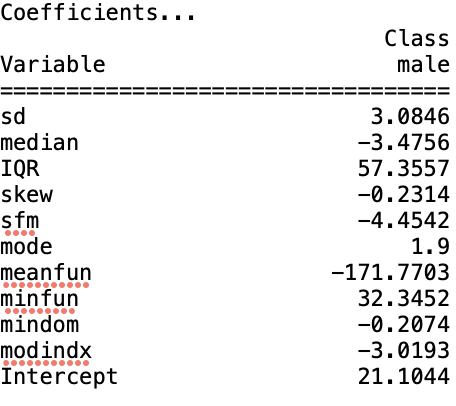 Coefficients...
Class
Variable male
===================================
sd 3.0846
median -3.4756
IQR 57.3557
skew -0.2314
sfm -4.4542
mode 1.9
meanfun -171.7703
minfun 32.3452
mindom -0.2074
modindx -3.0193
Intercept 21.1044